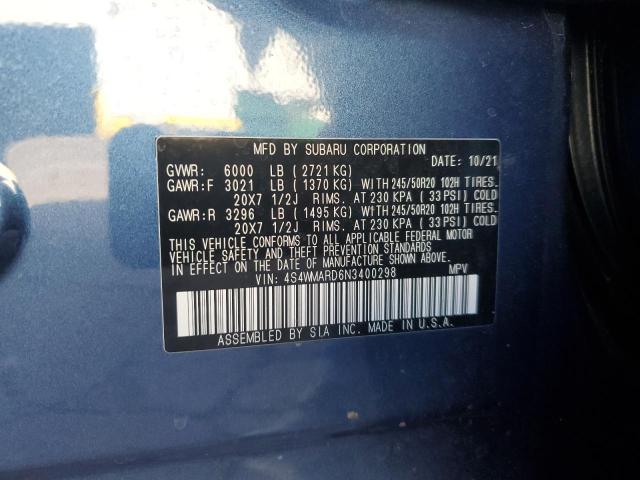 MFD BY SUBARU CORPORATION
DATE: 10/21
GVWR: 6000 LB ( 2721 KG)
GAWR:F 3021 LB ( 1370 KG) WITH 245/50R20 102H TIRES.
20X7 1/2J RIMS. AT 230 KPA ( 33 PSI) COLD
GAWR:R 3296 LB ( 1495 KG) WITH 245/50R20 102H TIRES.
20X7 1/2J RIMS. AT 230 KPA ( 33 PSI) COLD
THIS VEHICLE CONFORMS TO ALL APPLICABLE FEDERAL MOTOR
VEHICLE SAFETY AND THEFT PREVENTION STANDARDS
IN EFFECT ON THE DATE OF MANUFACTURE SHOWN ABOVE.
VIN: 4S4WMARD6N3400298 MPV
ASSEMBLED BY SIA INC. MADE IN U.S.A.